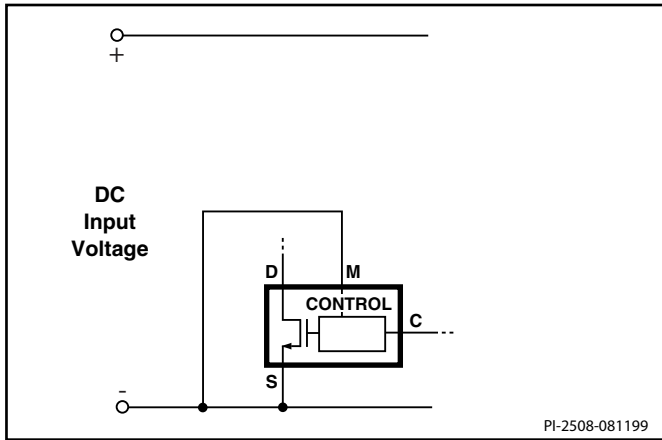 +
DC
Input
Voltage
D
M
CONTROL
C
S
-
PI-2508-081199